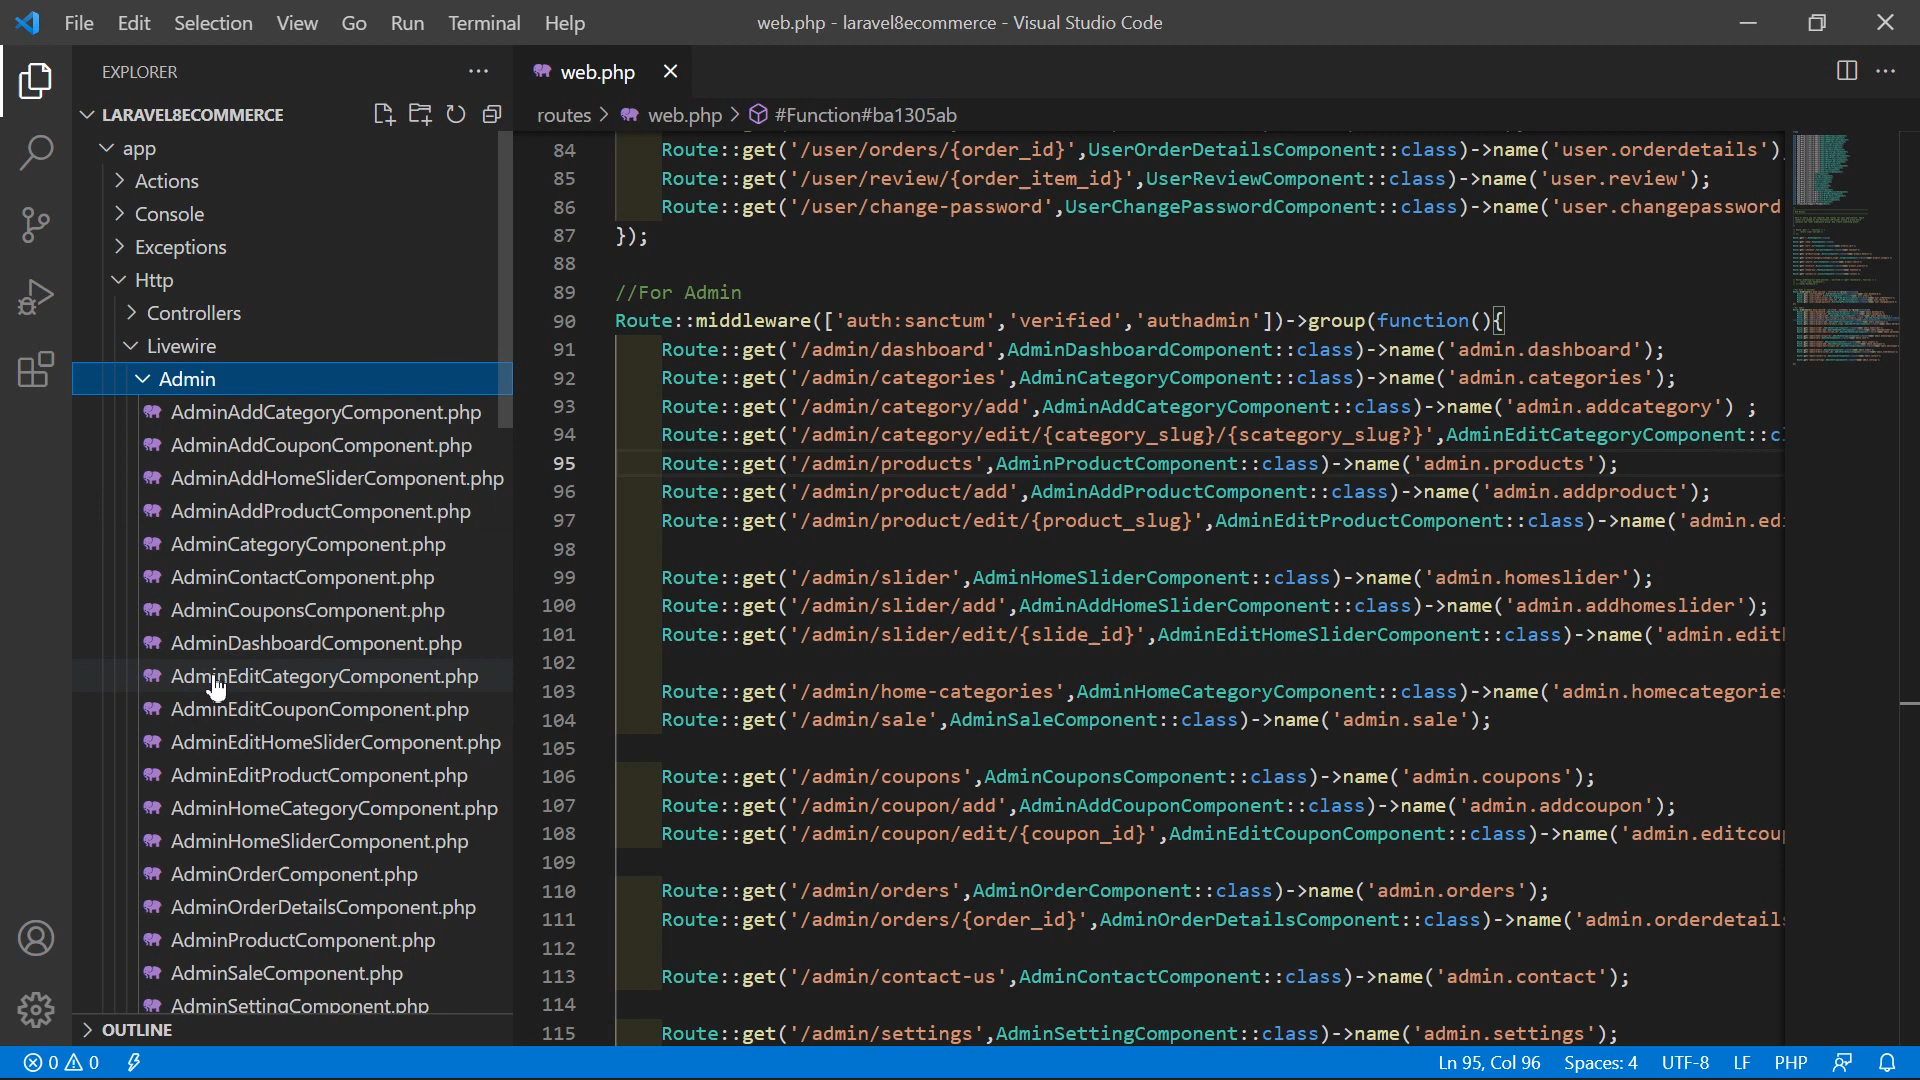 File Edit Selection View Go Run Terminal Help
web.php - laravel8ecommerce - Visual Studio Code
EXPLORER
LARAVEL8ECOMMERCE
app
Actions
Console
Exceptions
Http
Controllers
Livewire
Admin
AdminAddCategoryComponent.php
AdminAddCouponComponent.php
AdminAddHomeSliderComponent.php
AdminAddProductComponent.php
AdminCategoryComponent.php
AdminContactComponent.php
AdminCouponsComponent.php
AdminDashboardComponent.php
AdminEditCategoryComponent.php
AdminEditCouponComponent.php
AdminEditHomeSliderComponent.php
AdminEditProductComponent.php
AdminHomeCategoryComponent.php
AdminHomeSliderComponent.php
AdminOrderComponent.php
AdminOrderDetailsComponent.php
AdminProductComponent.php
AdminSaleComponent.php
AdminSettingComponent.php
OUTLINE
web.php
routes > web.php > #Function#ba1305ab
84 Route::get('/user/orders/{order_id}',UserOrderDetailsComponent::class)->name('user.orderdetails')
85 Route::get('/user/review/{order_item_id}',UserReviewComponent::class)->name('user.review');
86 Route::get('/user/change-password',UserChangePasswordComponent::class)->name('user.changepassword
87 });
88
89 //For Admin
90 Route::middleware(['auth:sanctum','verified','authadmin'])->group(function(){
91 Route::get('/admin/dashboard',AdminDashboardComponent::class)->name('admin.dashboard');
92 Route::get('/admin/categories',AdminCategoryComponent::class)->name('admin.categories');
93 Route::get('/admin/category/add',AdminAddCategoryComponent::class)->name('admin.addcategory') ;
94 Route::get('/admin/category/edit/{category_slug}/{scategory_slug?}',AdminEditCategoryComponent::cl
95 Route::get('/admin/products',AdminProductComponent::class)->name('admin.products');
96 Route::get('/admin/product/add',AdminAddProductComponent::class)->name('admin.addproduct');
97 Route::get('/admin/product/edit/{product_slug}',AdminEditProductComponent::class)->name('admin.edi
98
99 Route::get('/admin/slider',AdminHomeSliderComponent::class)->name('admin.homeslider');
100 Route::get('/admin/slider/add',AdminAddHomeSliderComponent::class)->name('admin.addhomeslider');
101 Route::get('/admin/slider/edit/{slide_id}',AdminEditHomeSliderComponent::class)->name('admin.edith
102
103 Route::get('/admin/home-categories',AdminHomeCategoryComponent::class)->name('admin.homecategories
104 Route::get('/admin/sale',AdminSaleComponent::class)->name('admin.sale');
105
106 Route::get('/admin/coupons',AdminCouponsComponent::class)->name('admin.coupons');
107 Route::get('/admin/coupon/add',AdminAddCouponComponent::class)->name('admin.addcoupon');
108 Route::get('/admin/coupon/edit/{coupon_id}',AdminEditCouponComponent::class)->name('admin.editcoup
109
110 Route::get('/admin/orders',AdminOrderComponent::class)->name('admin.orders');
111 Route::get('/admin/orders/{order_id}',AdminOrderDetailsComponent::class)->name('admin.orderdetails
112
113 Route::get('/admin/contact-us',AdminContactComponent::class)->name('admin.contact');
114
115 Route::get('/admin/settings',AdminSettingComponent::class)->name('admin.settings');
0 0 Ln 95, Col 96 Spaces: 4 UTF-8 LF PHP